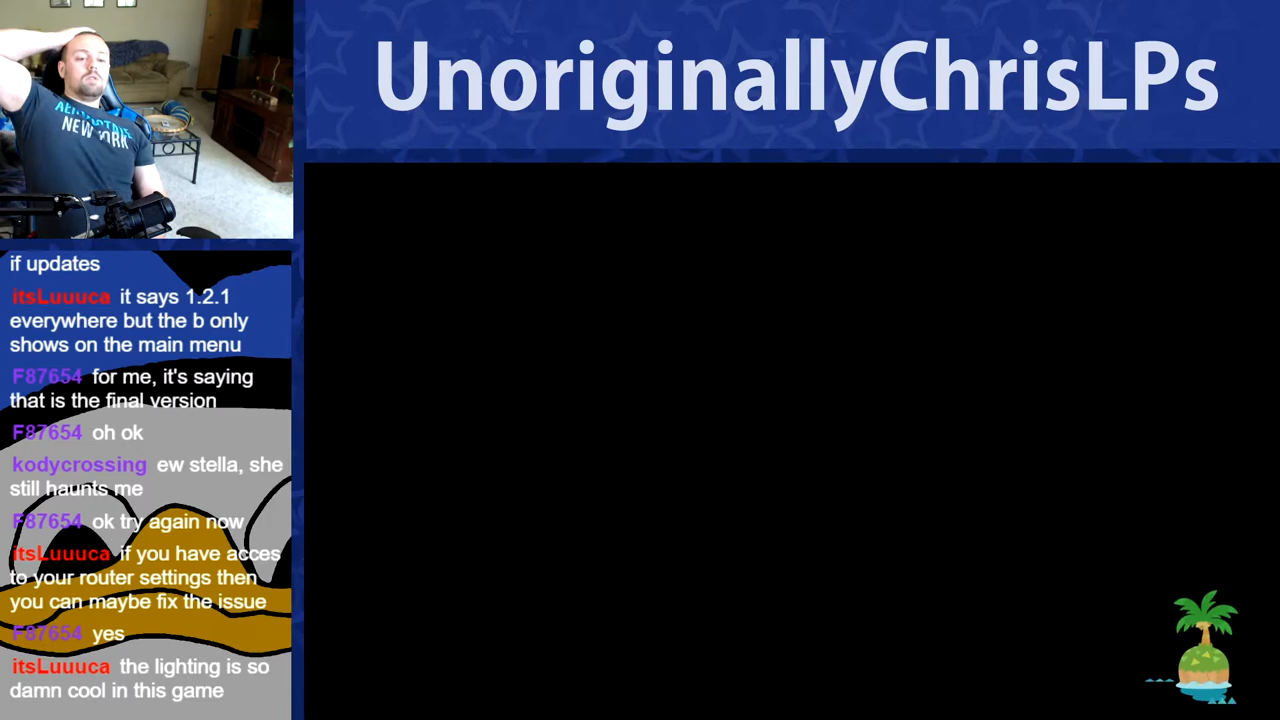 UnoriginallyChrisLPs
NEW YORK
if updates
itsLuuuca it says 1.2.1
everywhere but the b only
shows on the main menu
F87654 for me, it's saying
that is the final version
F87654 oh ok
kodycrossing ew stella, she
still haunts me
F87654 ok try again now
itsLuuuca if you have acces
to your router settings then
you can maybe fix the issue
F87654 yes
itsLuuuca the lighting is so
damn cool in this game